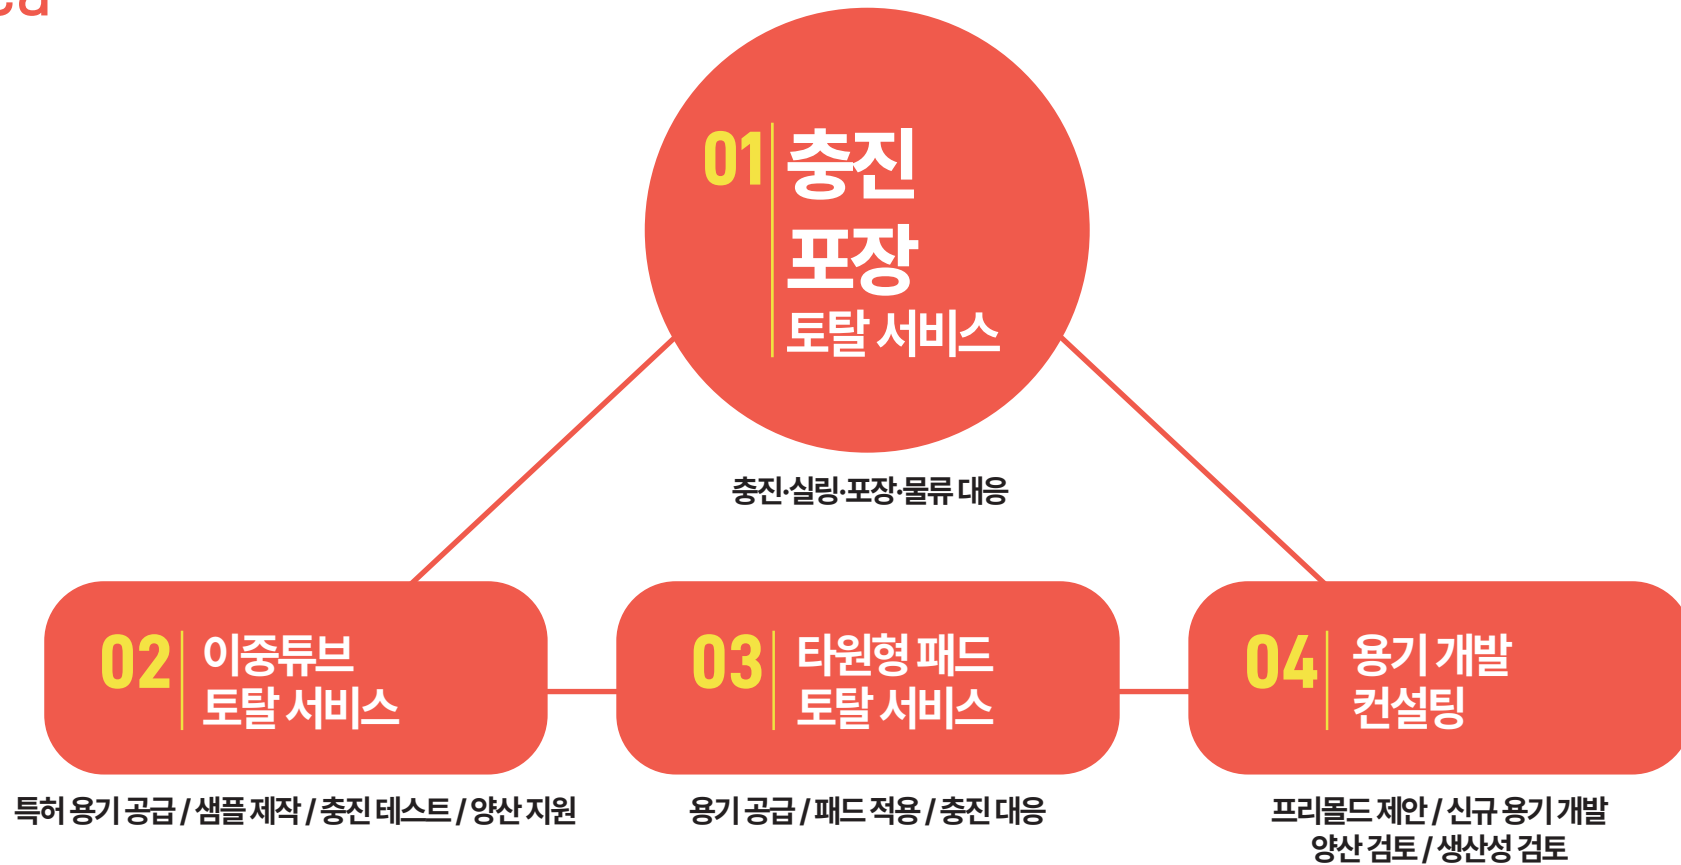 01 충진
포장
토탈 서비스
충진·실링·포장·물류 대응
02 이중튜브
토탈 서비스
특허 용기 공급 / 샘플 제작 / 충진 테스트 / 양산 지원
03 타원형 패드
토탈 서비스
용기 공급 / 패드 적용 / 충진 대응
04 용기 개발
컨설팅
프리몰드 제안 / 신규 용기 개발
양산 검토 / 생산성 검토